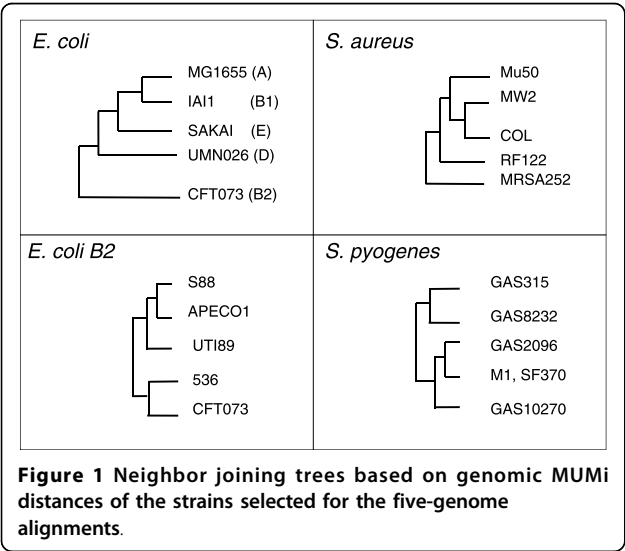 E. coli
MG1655 (A)
IAI1 (B1)
SAKAI (E)
UMN026 (D)
CFT073 (B2)
S. aureus
Mu50
MW2
COL
RF122
MRSA252
E. coli B2
S88
APECO1
UTI89
536
CFT073
S. pyogenes
GAS315
GAS8232
GAS2096
M1, SF370
GAS10270
Figure 1 Neighbor joining trees based on genomic MUMi
distances of the strains selected for the five-genome
alignments.